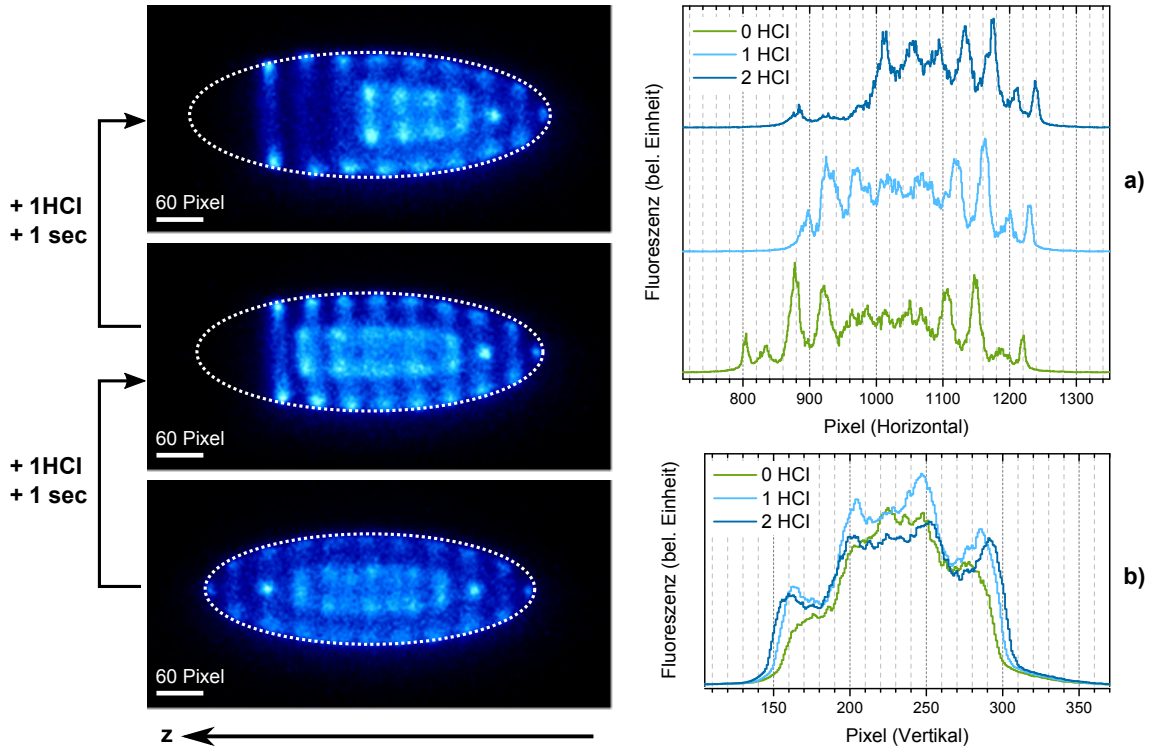 + 1HCI
+ 1 sec
+ 1HCI
+ 1 sec
60 Pixel
60 Pixel
60 Pixel
z
0 HCI
1 HCI
2 HCI
Fluoreszenz (bel. Einheit)
800 900 1000 1100 1200 1300
Pixel (Horizontal)
a)
0 HCI
1 HCI
2 HCI
Fluoreszenz (bel. Einheit)
150 200 250 300 350
Pixel (Vertikal)
b)